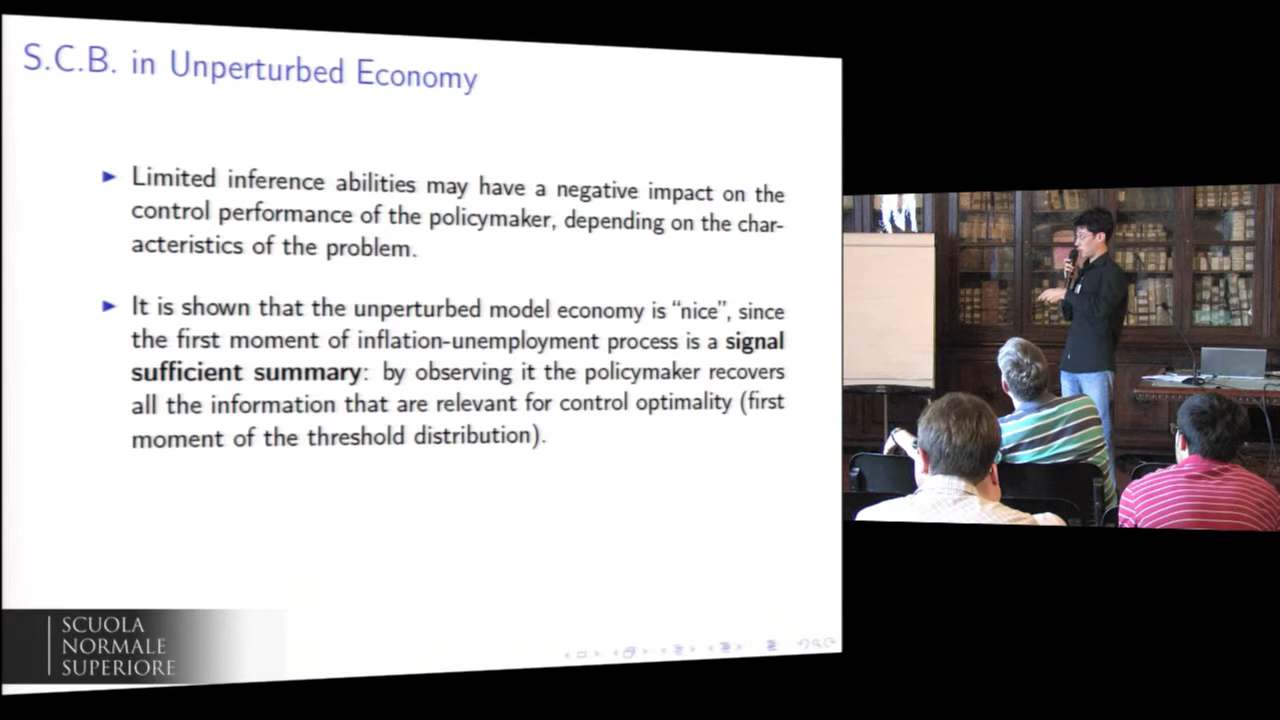 S.C.B. in Unperturbed Economy
Limited inference abilities may have a negative impact on the
control performance of the policymaker, depending on the char-
acteristics of the problem.
It is shown that the unperturbed model economy is “nice”, since
the first moment of inflation-unemployment process is a signal
sufficient summary: by observing it the policymaker recovers
all the information that are relevant for control optimality (first
moment of the threshold distribution).
SCUOLA
NORMALE
SUPERIORE